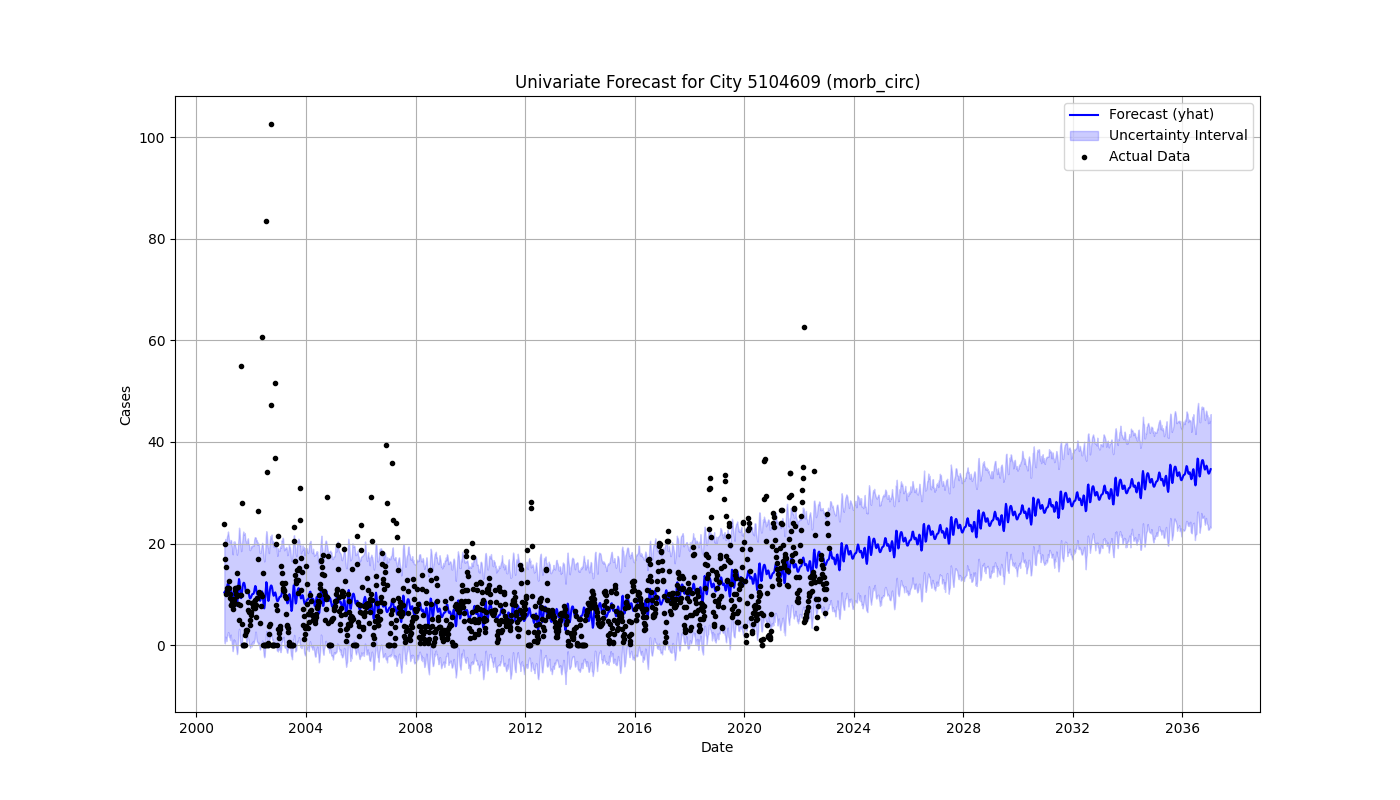 Univariate Forecast for City 5104609 (morb_circ)
Forecast (yhat)
Uncertainty Interval
Actual Data
Cases
100
80
60
40
20
0
2000 2004 2008 2012 2016 2020 2024 2028 2032 2036
Date